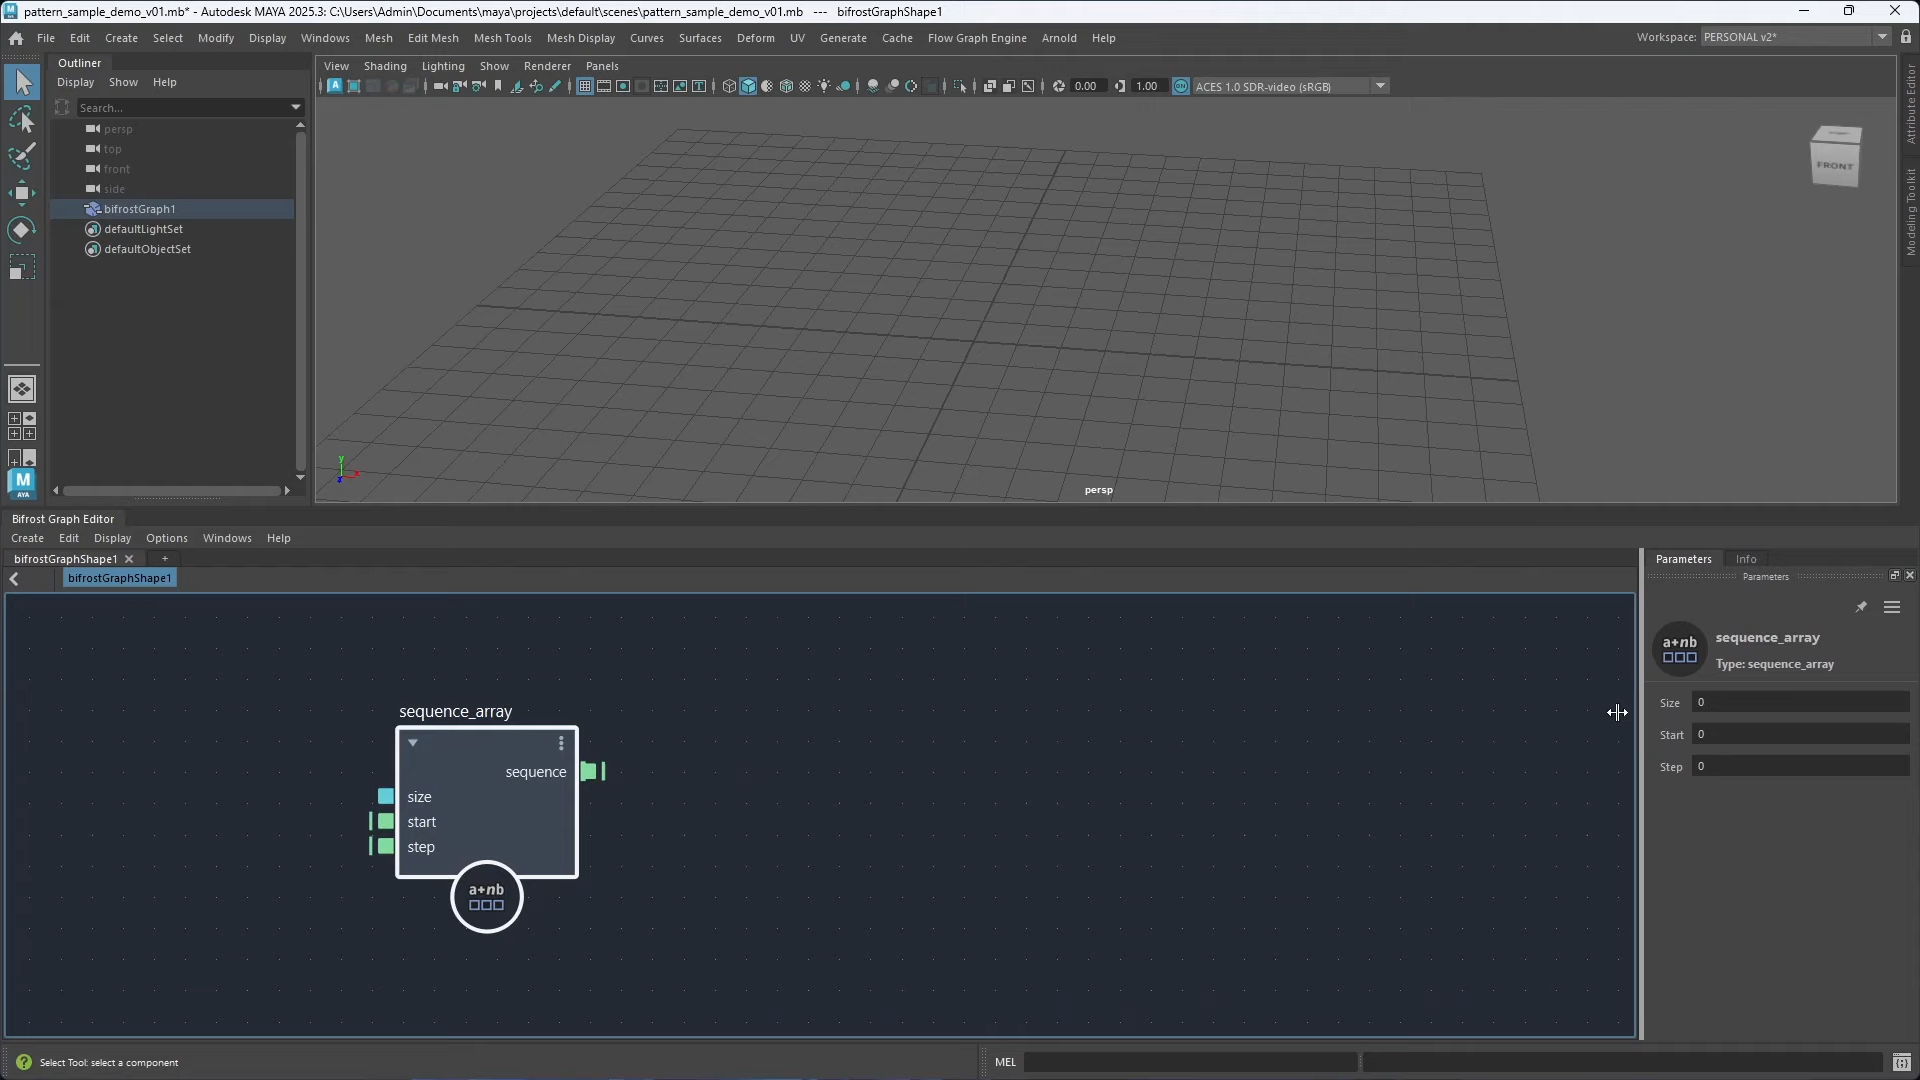 pattern_sample_demo_v01.mb* - Autodesk MAYA 2025.3: C:\Users\Admin\Documents\maya\projects\default\scenes\pattern_sample_demo_v01.mb --- bifrostGraphShape1
File Edit Create Select Modify Display Windows Mesh Edit Mesh Mesh Tools Mesh Display Curves Surfaces Deform UV Generate Cache Flow Graph Engine Arnold Help
Workspace: PERSONAL v2*
Outliner
Display Show Help
Search...
persp
top
front
side
bifrostGraph1
defaultLightSet
defaultObjectSet
View Shading Lighting Show Renderer Panels
0.00 1.00 ACES 1.0 SDR-video (sRGB)
FRONT
y
x
z
persp
Attribute Editor
Modeling Toolkit
M
AYA
Bifrost Graph Editor
Create Edit Display Options Windows Help
bifrostGraphShape1
bifrostGraphShape1
sequence_array
sequence
size
start
step
a+nb
Parameters Info
Parameters
a+nb
sequence_array
Type: sequence_array
Size 0
Start 0
Step 0
Select Tool: select a component
MEL